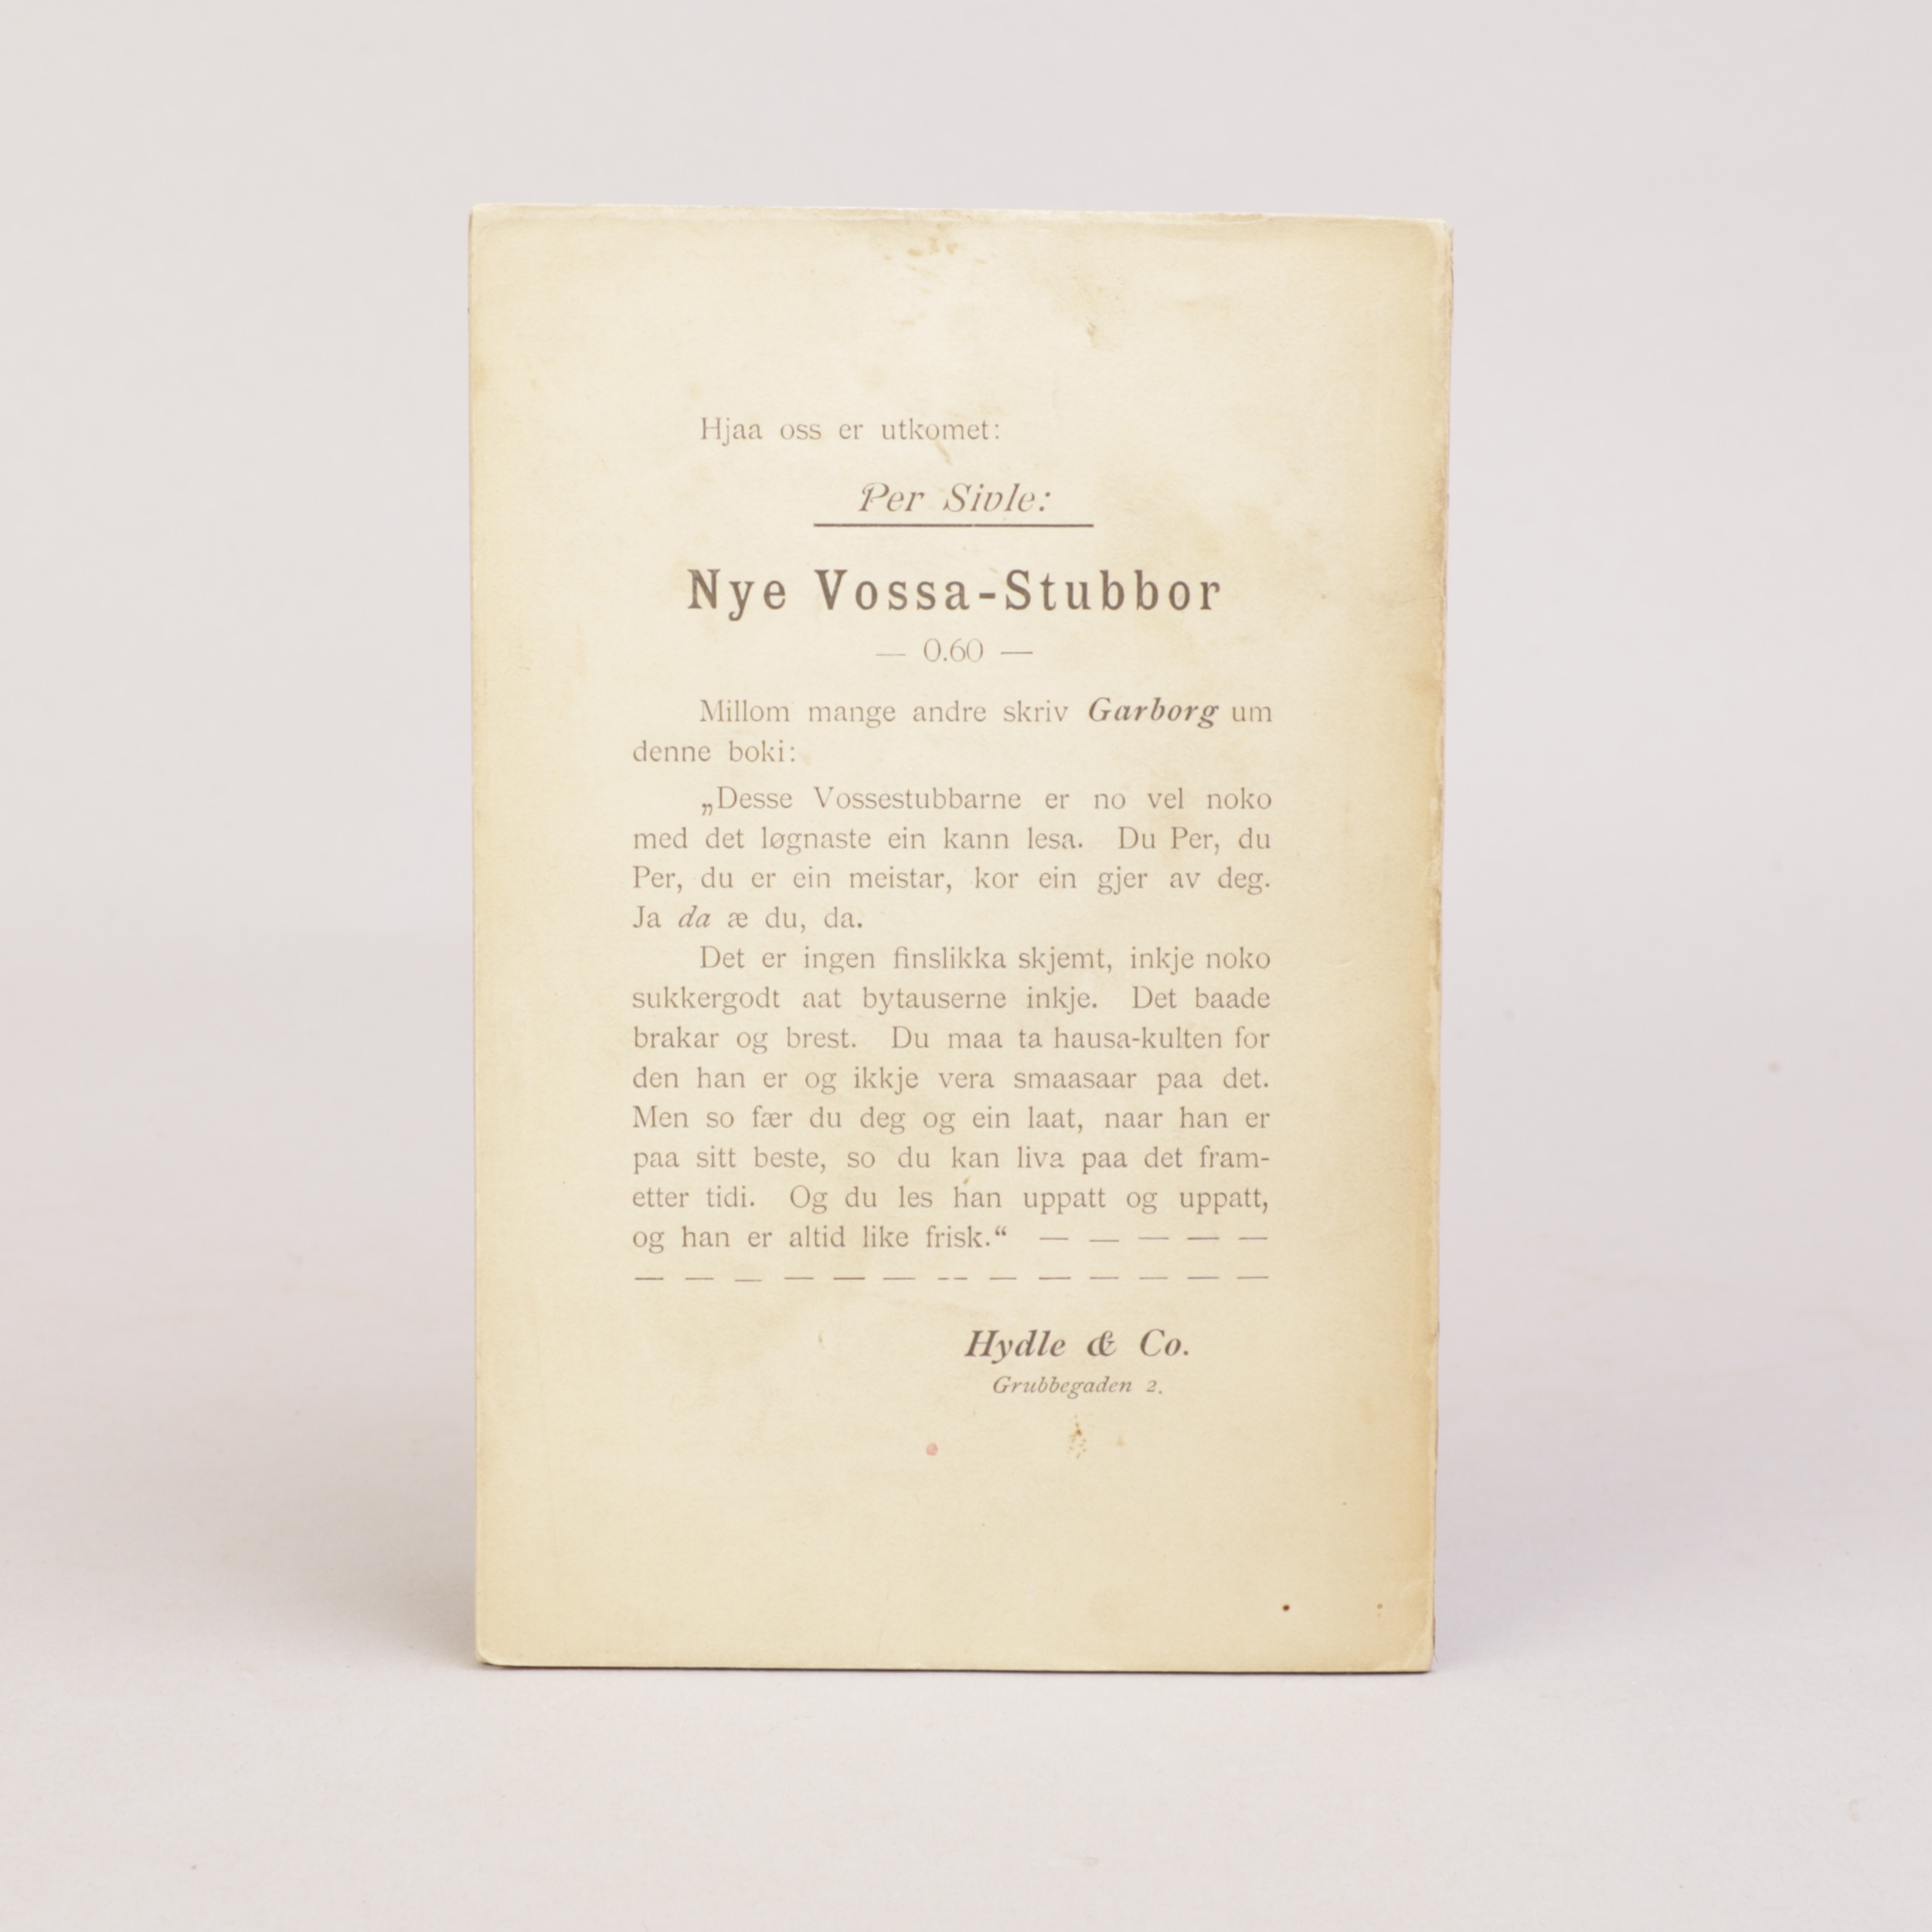 Hjaa oss er utkomet:
Per Sivle:
Nye Vossa-Stubbor
— 0.60 —
Millom mange andre skriv Garborg um
denne boki:
„Desse Vossestubbarne er no vel noko
med det løgnaste ein kann lesa. Du Per, du
Per, du er ein meistar, kor ein gjer av deg.
Ja da æ du, da.
Det er ingen finslikka skjemt, inkje noko
sukkergodt aat bytauserne inkje. Det baade
brakar og brest. Du maa ta hausa-kulten for
den han er og ikkje vera smaasaar paa det.
Men so fær du deg og ein laat, naar han er
paa sitt beste, so du kan liva paa det fram-
etter tidi. Og du les han uppatt og uppatt,
og han er altid like frisk.“ — — — — —
— — — — — — -- — — — — — —
Hydle & Co.
Grubbegaden 2.